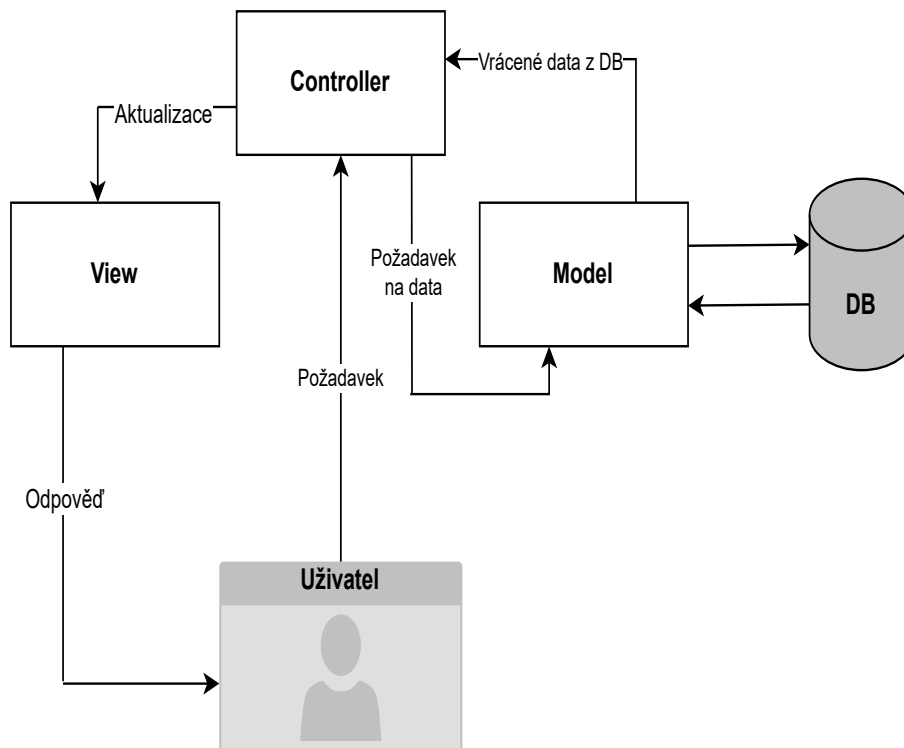 Controller
Vrácené data z DB
Aktualizace
View
Požadavek
na data
Model
DB
Požadavek
Odpověď
Uživatel